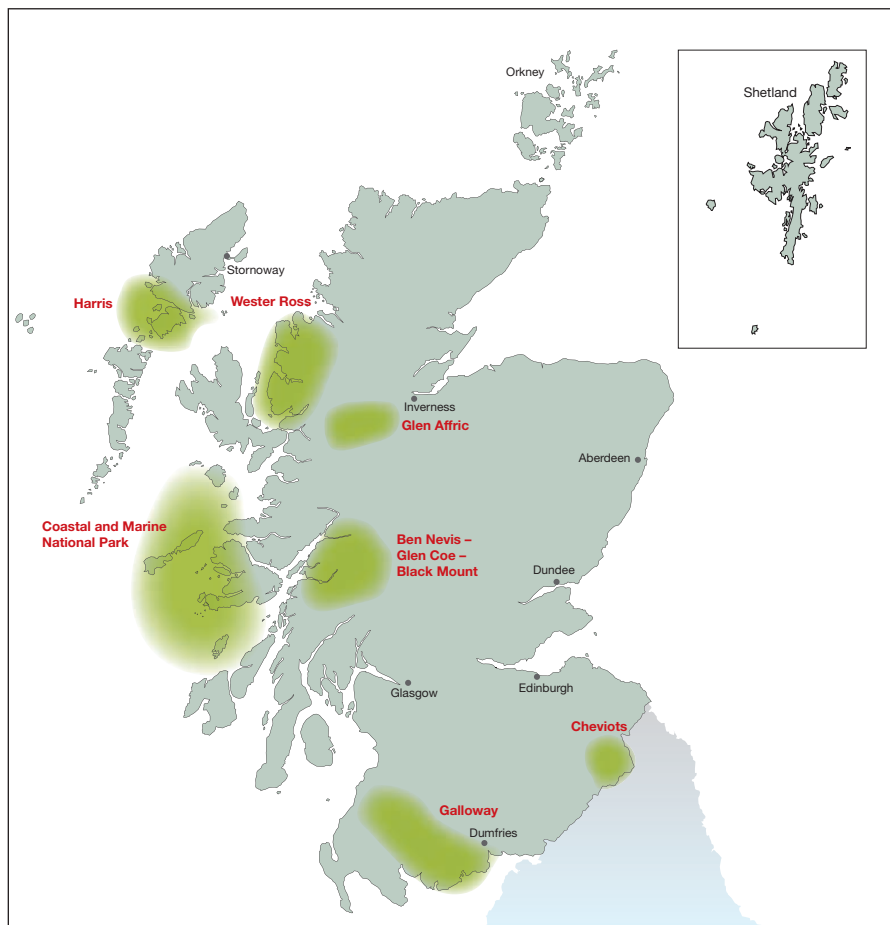 Orkney
Shetland
Stornoway
Harris
Wester Ross
Inverness
Glen Affric
Aberdeen
Coastal and Marine
National Park
Ben Nevis –
Glen Coe –
Black Mount
Dundee
Glasgow
Edinburgh
Cheviots
Galloway
Dumfries